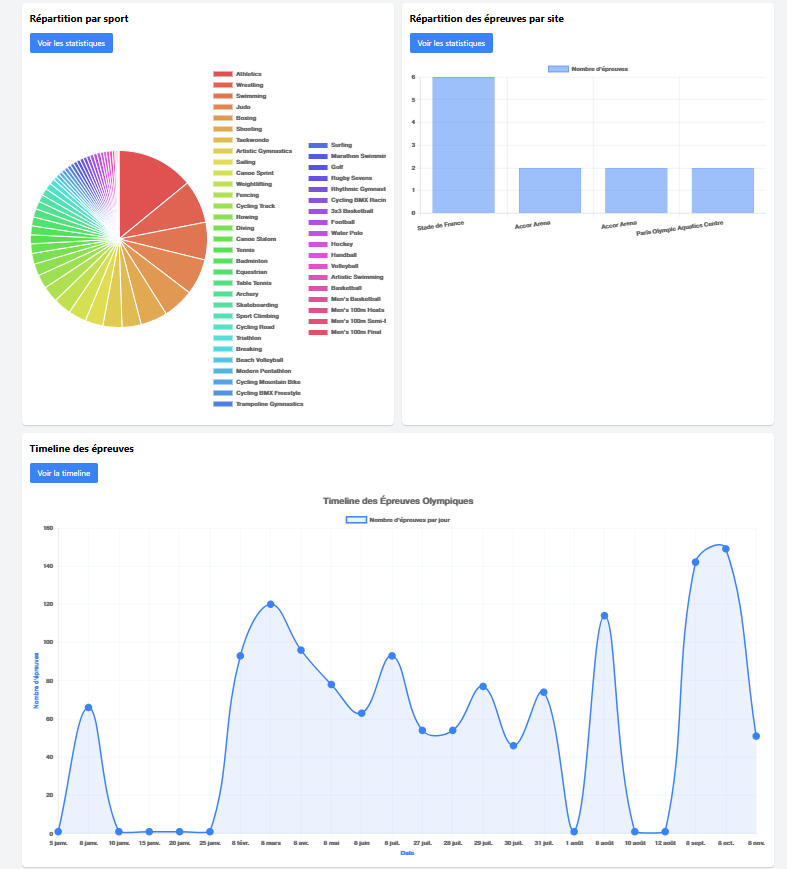 Répartition par sport
Voir les statistiques
Athletics
Wrestling
Swimming
Judo
Boxing
Shooting
Taekwondo
Artistic Gymnastics
Sailing
Canoe Sprint
Weightlifting
Fencing
Cycling Track
Rowing
Diving
Canoe Slalom
Tennis
Badminton
Equestrian
Table Tennis
Archery
Skateboarding
Sport Climbing
Cycling Road
Triathlon
Breaking
Beach Volleyball
Modern Pentathlon
Cycling Mountain Bike
Cycling BMX Freestyle
Trampoline Gymnastics
Surfing
Marathon Swimmin
Golf
Rugby Sevens
Rhythmic Gymnast
Cycling BMX Racin
3x3 Basketball
Football
Water Polo
Hockey
Handball
Volleyball
Artistic Swimming
Basketball
Men's Basketball
Men's 100m Heats
Men's 100m Semi-f
Men's 100m Final
Répartition des épreuves par site
Voir les statistiques
Nombre d'épreuves
6
5
4
3
2
1
0
Stade de France
Accor Arena
Accor Arena
Paris Olympic Aquatics Centre
Timeline des épreuves
Voir la timeline
Timeline des Épreuves Olympiques
Nombre d'épreuves par jour
Nombre d'épreuves
160
140
120
100
80
60
40
20
0
5 janv. 8 janv. 10 janv. 15 janv. 20 janv. 25 janv. 8 févr. 8 mars 8 avr. 8 mai 8 juin 8 juil. 27 juil. 28 juil. 29 juil. 30 juil. 31 juil. 1 août 8 août 10 août 12 août 8 sept. 8 oct. 8 nov.
Date